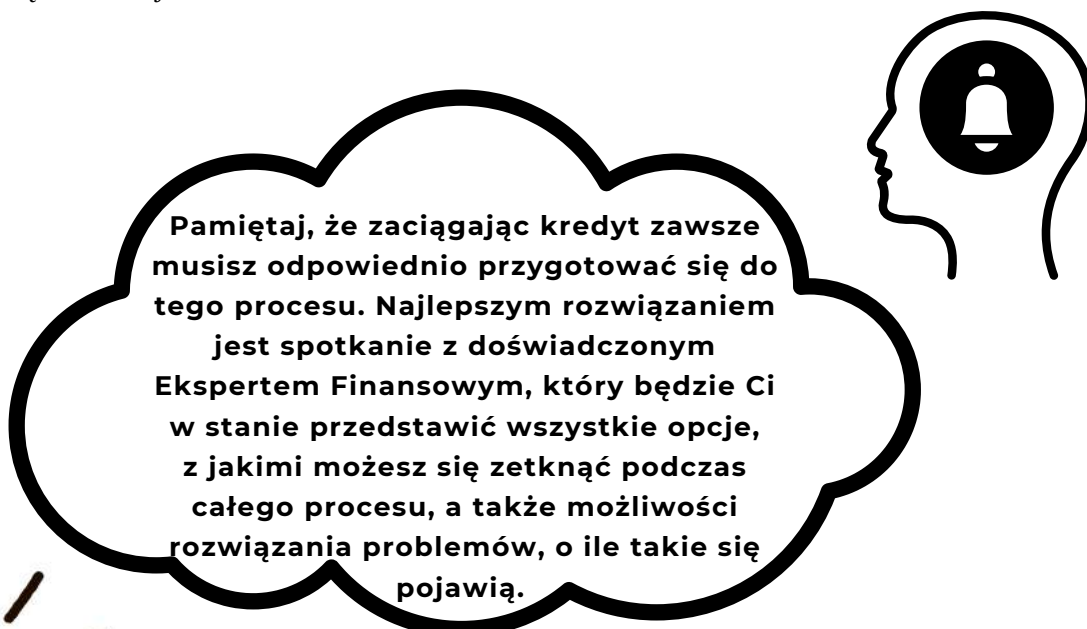 Pamiętaj, że zaciągając kredyt zawsze
musisz odpowiednio przygotować się do
tego procesu. Najlepszym rozwiązaniem
jest spotkanie z doświadczonym
Ekspertem Finansowym, który będzie Ci
w stanie przedstawić wszystkie opcje,
z jakimi możesz się zetknąć podczas
całego procesu, a także możliwości
rozwiązania problemów, o ile takie się
pojawią.